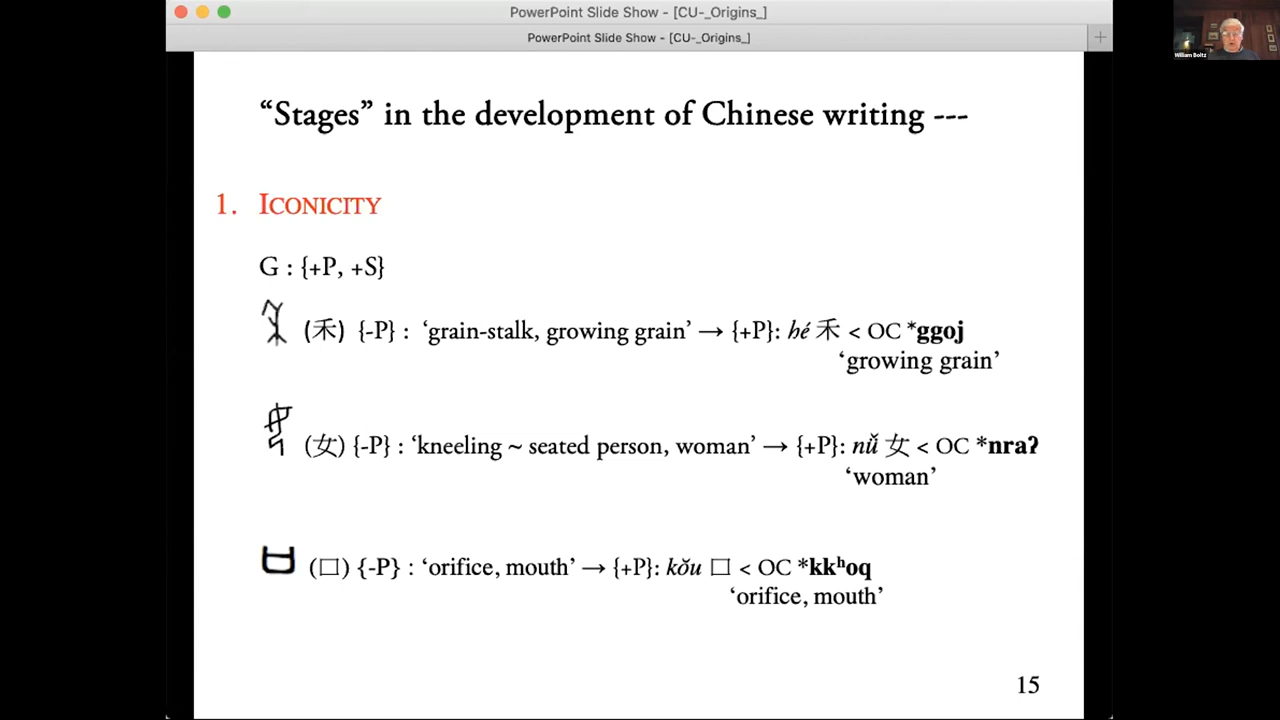 PowerPoint Slide Show - [CU-_Origins_]
PowerPoint Slide Show - [CU-_Origins_]
William Boltz
“Stages” in the development of Chinese writing ---
1. ICONICITY
G : {+P, +S}
(禾) {-P} : ‘grain-stalk, growing grain’ → {+P}: hé 禾 < OC *ggoj
‘growing grain’
(女) {-P} : ‘kneeling ~ seated person, woman’ → {+P}: nǚ 女 < OC *nraʔ
‘woman’
(口) {-P} : ‘orifice, mouth’ → {+P}: kǒu 口 < OC *kkʰoq
‘orifice, mouth’
15